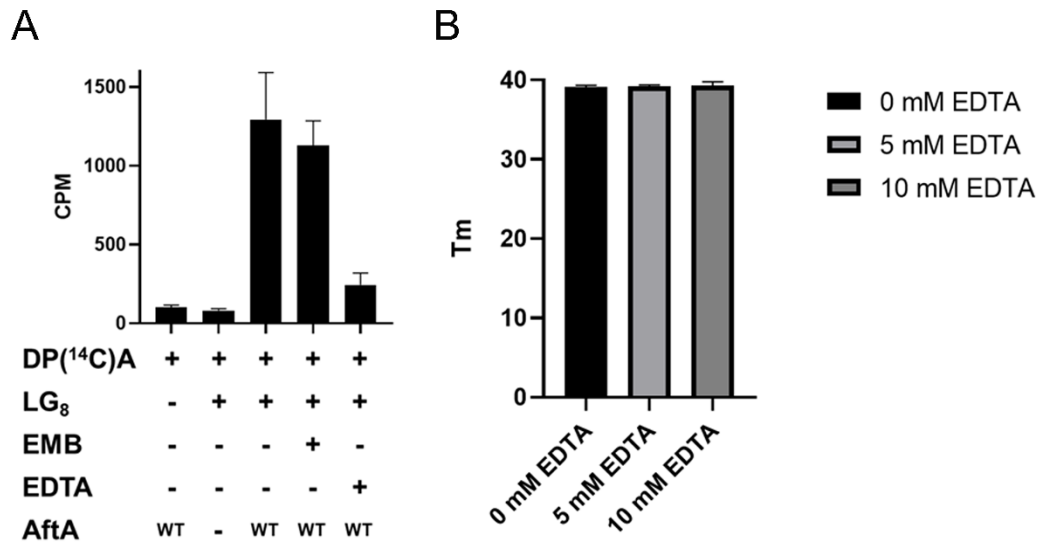 A
CPM
1500
1000
500
0
DP(¹⁴C)A + + + + +
LG₈ - + + + +
EMB - - - + -
EDTA - - - - +
AftA WT - WT WT WT
B
Tm
40
30
20
10
0
0 mM EDTA
5 mM EDTA
10 mM EDTA
0 mM EDTA
5 mM EDTA
10 mM EDTA